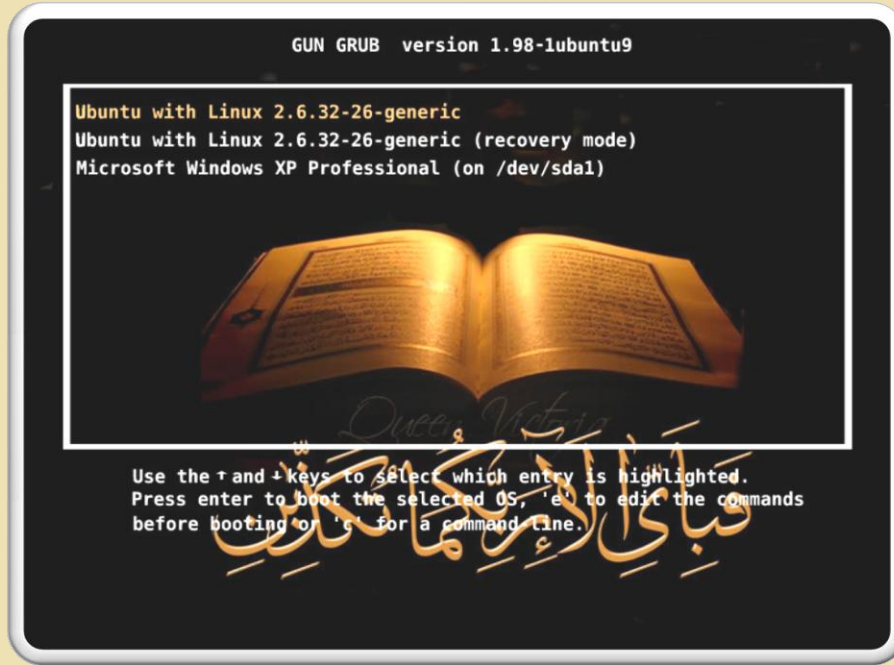 GUN GRUB version 1.98-1ubuntu9
Ubuntu with Linux 2.6.32-26-generic
Ubuntu with Linux 2.6.32-26-generic (recovery mode)
Microsoft Windows XP Professional (on /dev/sda1)
Queen Victoria
Use the ↑ and ↓ keys to select which entry is highlighted.
Press enter to boot the selected OS, 'e' to edit the commands
before booting or 'c' for a command line.
فَبِأَيِّ آلَاءِ رَبِّكُمَا تُكَذِّبَانِ